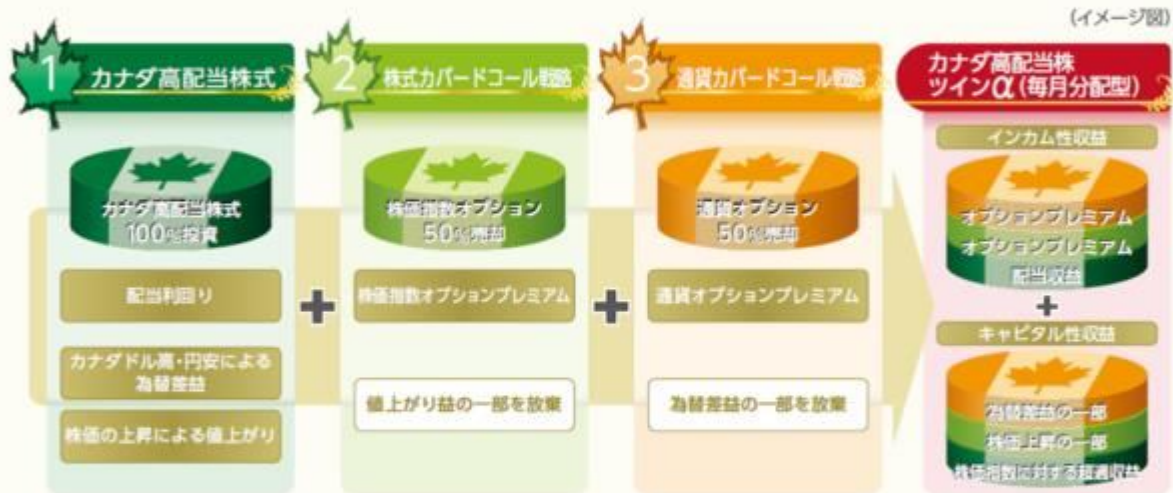 (イメージ図)
1 カナダ高配当株式
カナダ高配当株式
100%投資
配当利回り
カナダドル高・円安による
為替差益
株価の上昇による値上がり
+
2 株式カバードコール戦略
株価指数オプション
50%売却
株価指数オプションプレミアム
値上がり益の一部を放棄
+
3 通貨カバードコール戦略
通貨オプション
50%売却
通貨オプションプレミアム
為替差益の一部を放棄
カナダ高配当株
ツインα(毎月分配型)
インカム性収益
オプションプレミアム
オプションプレミアム
配当収益
+
キャピタル性収益
為替差益の一部
株価上昇の一部
株価指数に対する超過収益